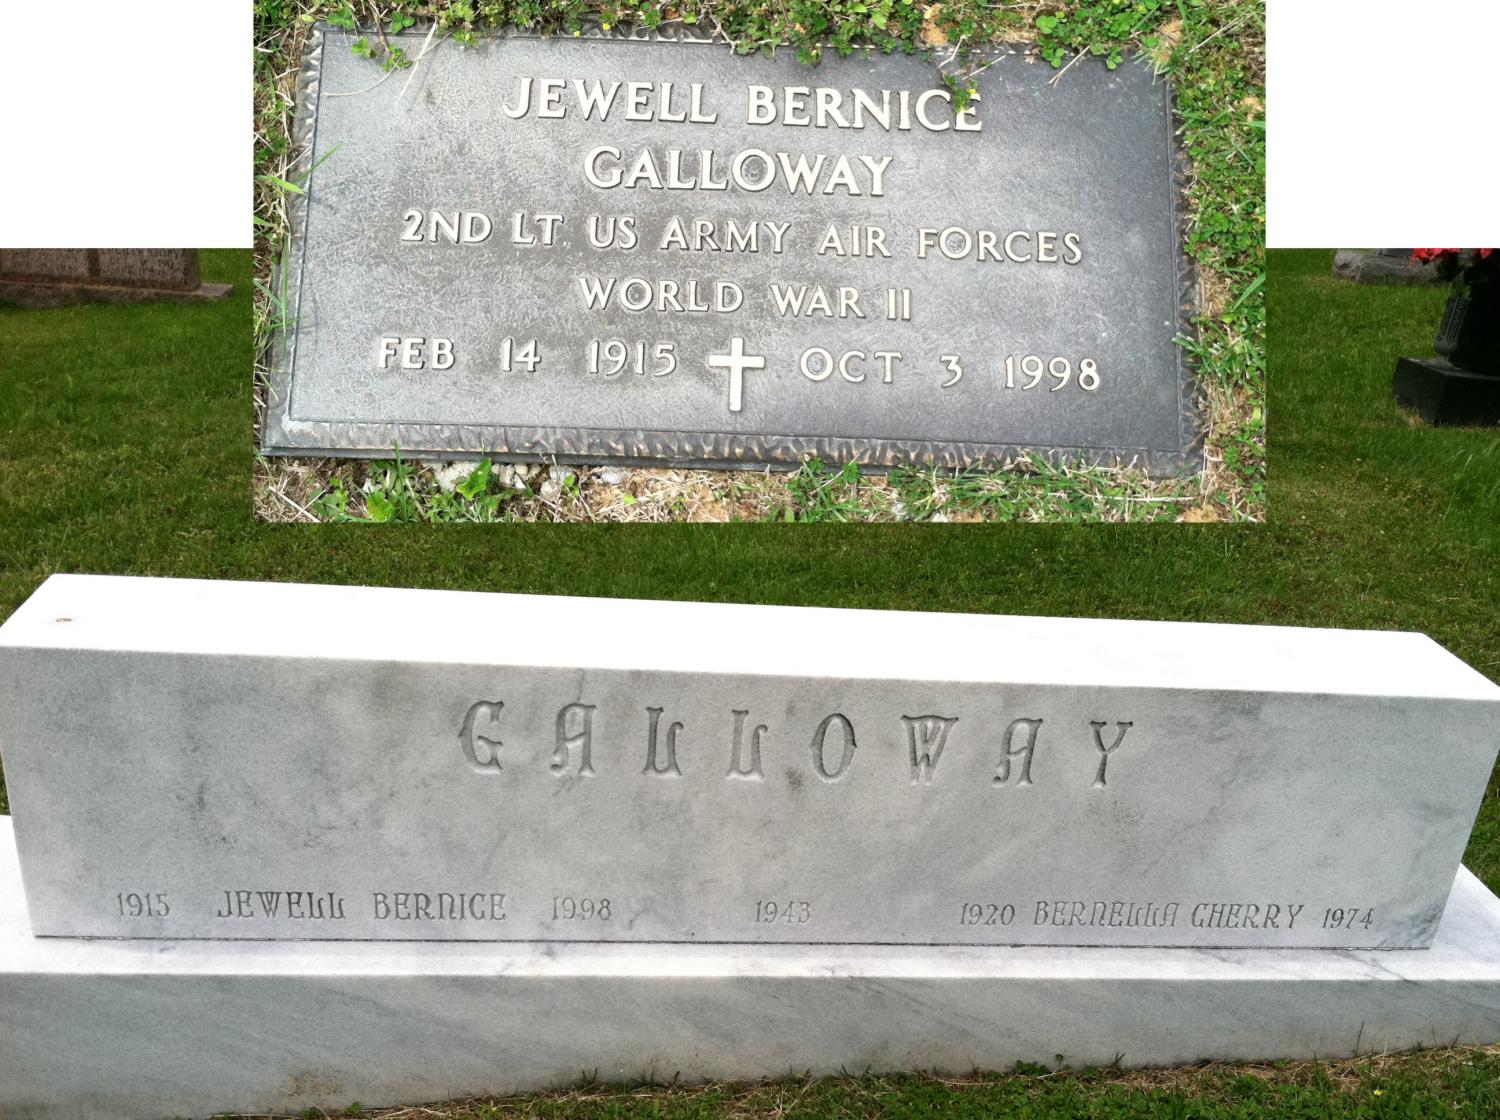 JEWELL BERNICE
GALLOWAY
2ND LT US ARMY AIR FORCES
WORLD WAR II
FEB 14 1915 OCT 3 1998
GALLOWAY
1915 JEWELL BERNICE 1998 1943 1920 BERNELLA CHERRY 1974